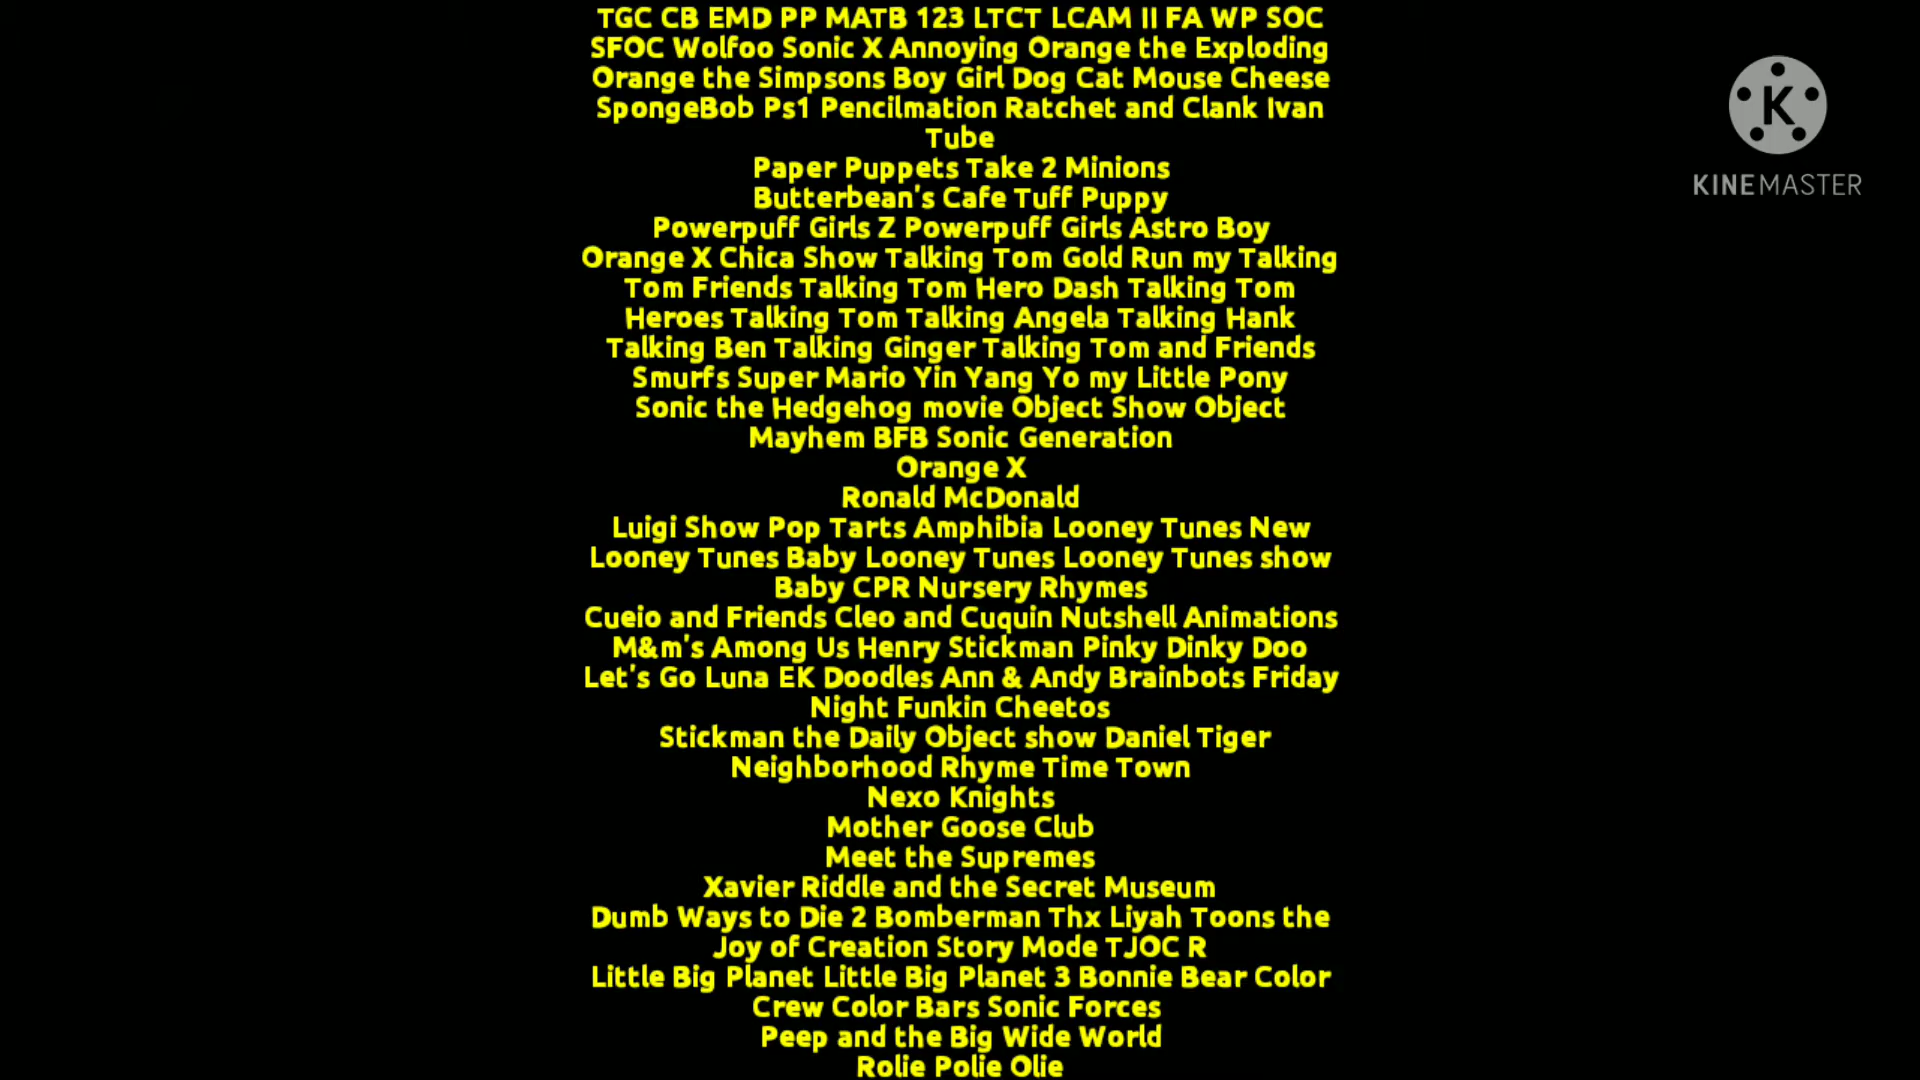 TGC CB EMD PP MATB 123 LTCT LCAM II FA WP SOC
SFOC Wolfoo Sonic X Annoying Orange the Exploding
Orange the Simpsons Boy Girl Dog Cat Mouse Cheese
SpongeBob Ps1 Pencilmation Ratchet and Clank Ivan
Tube
Paper Puppets Take 2 Minions
Butterbean's Cafe Tuff Puppy
Powerpuff Girls Z Powerpuff Girls Astro Boy
Orange X Chica Show Talking Tom Gold Run my Talking
Tom Friends Talking Tom Hero Dash Talking Tom
Heroes Talking Tom Talking Angela Talking Hank
Talking Ben Talking Ginger Talking Tom and Friends
Smurfs Super Mario Yin Yang Yo my Little Pony
Sonic the Hedgehog movie Object Show Object
Mayhem BFB Sonic Generation
Orange X
Ronald McDonald
Luigi Show Pop Tarts Amphibia Looney Tunes New
Looney Tunes Baby Looney Tunes Looney Tunes show
Baby CPR Nursery Rhymes
Cueio and Friends Cleo and Cuquin Nutshell Animations
M&m's Among Us Henry Stickman Pinky Dinky Doo
Let's Go Luna EK Doodles Ann & Andy Brainbots Friday
Night Funkin Cheetos
Stickman the Daily Object show Daniel Tiger
Neighborhood Rhyme Time Town
Nexo Knights
Mother Goose Club
Meet the Supremes
Xavier Riddle and the Secret Museum
Dumb Ways to Die 2 Bomberman Thx Liyah Toons the
Joy of Creation Story Mode TJOC R
Little Big Planet Little Big Planet 3 Bonnie Bear Color
Crew Color Bars Sonic Forces
Peep and the Big Wide World
Rolie Polie Olie
K
KINEMASTER